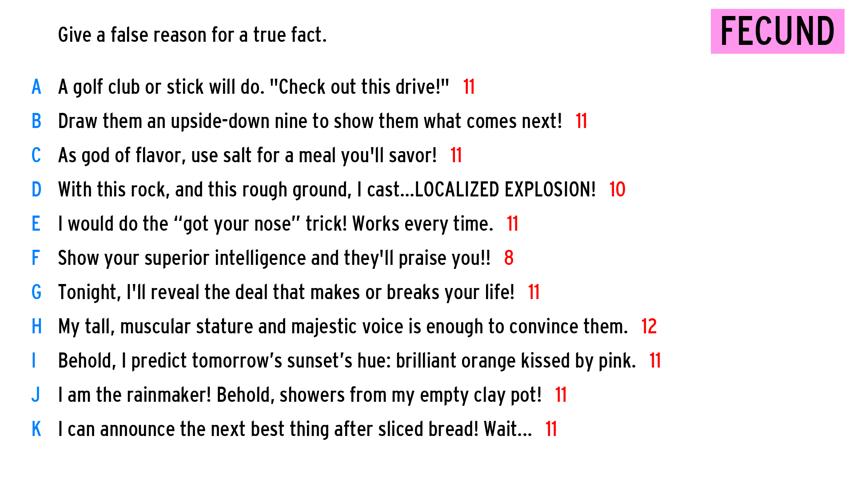 Give a false reason for a true fact.
FECUND
A A golf club or stick will do. "Check out this drive!" 11
B Draw them an upside-down nine to show them what comes next! 11
C As god of flavor, use salt for a meal you'll savor! 11
D With this rock, and this rough ground, I cast...LOCALIZED EXPLOSION! 10
E I would do the “got your nose” trick! Works every time. 11
F Show your superior intelligence and they'll praise you!! 8
G Tonight, I'll reveal the deal that makes or breaks your life! 11
H My tall, muscular stature and majestic voice is enough to convince them. 12
I Behold, I predict tomorrow’s sunset’s hue: brilliant orange kissed by pink. 11
J I am the rainmaker! Behold, showers from my empty clay pot! 11
K I can announce the next best thing after sliced bread! Wait... 11